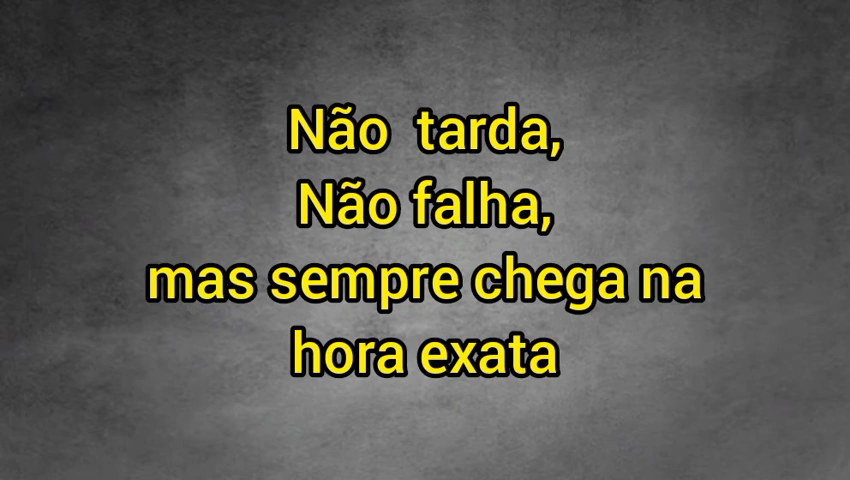 Não tarda,
Não falha,
mas sempre chega na
hora exata